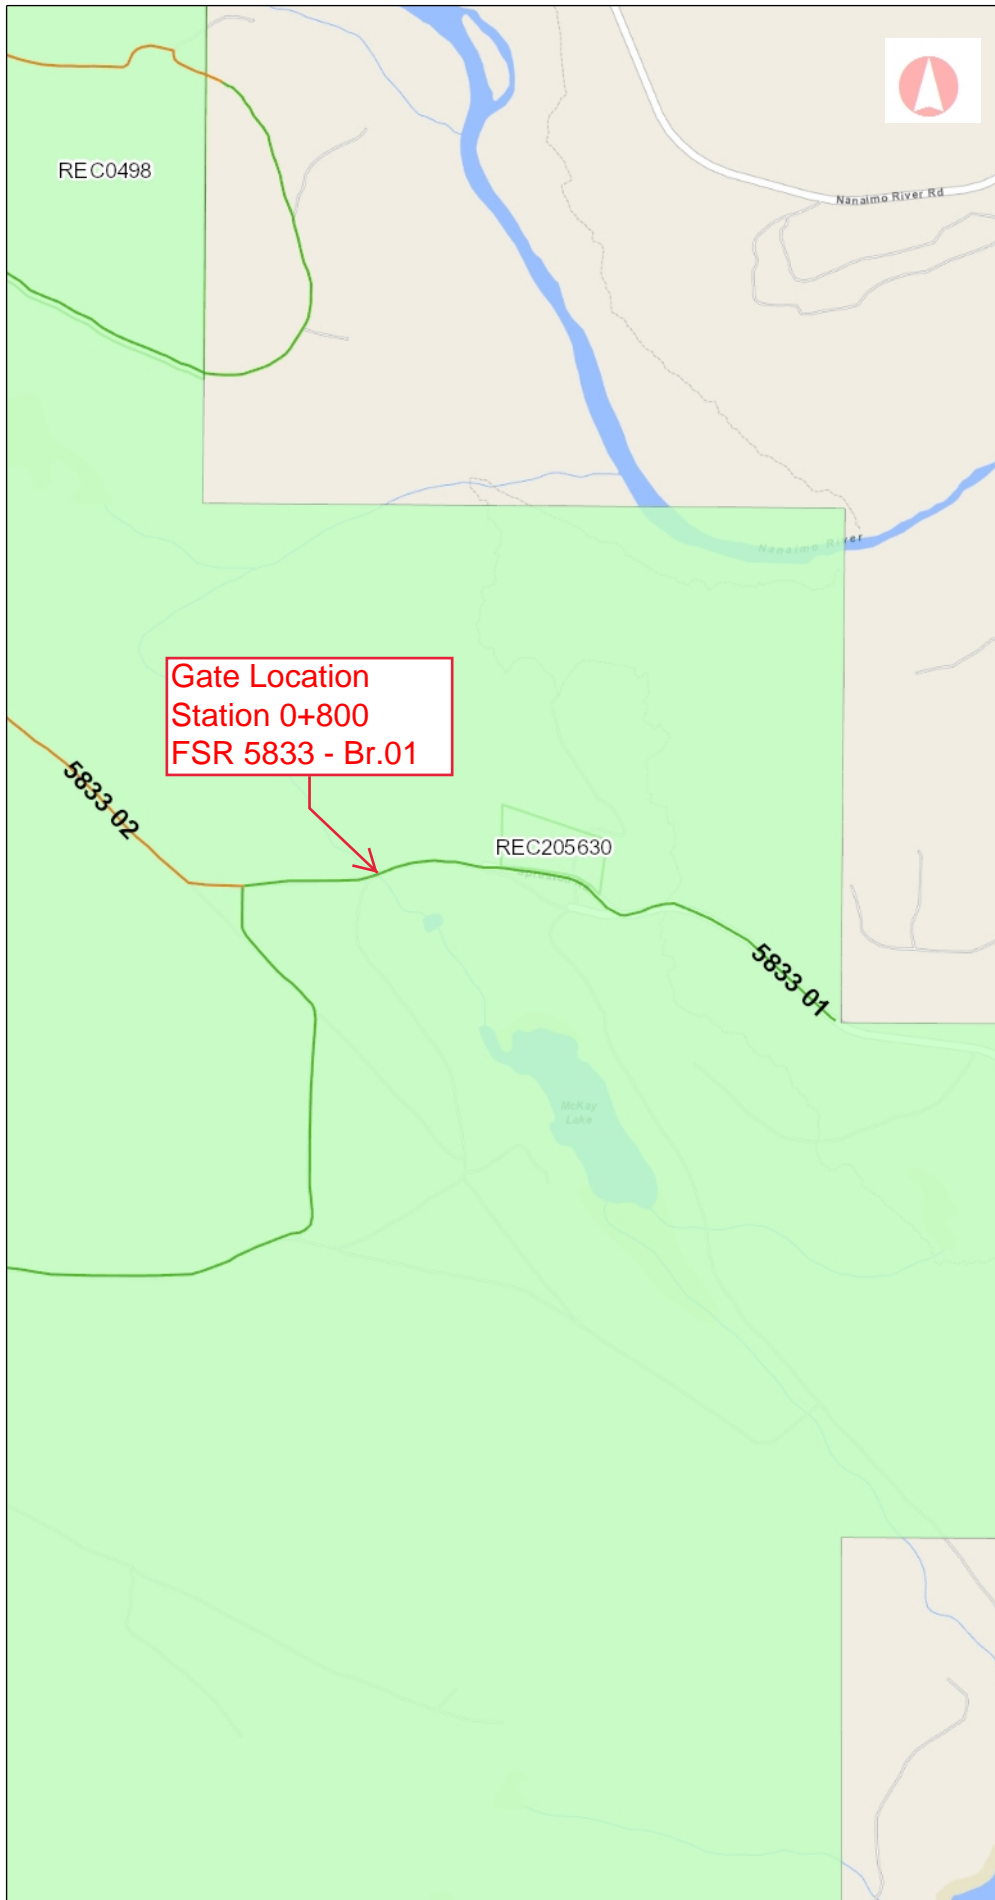 REC0498
Nanaimo River Rd
Nanaimo River
Gate Location
Station 0+800
FSR 5833 - Br.01
5833 02
REC205630
5833 01
McKay
Lake